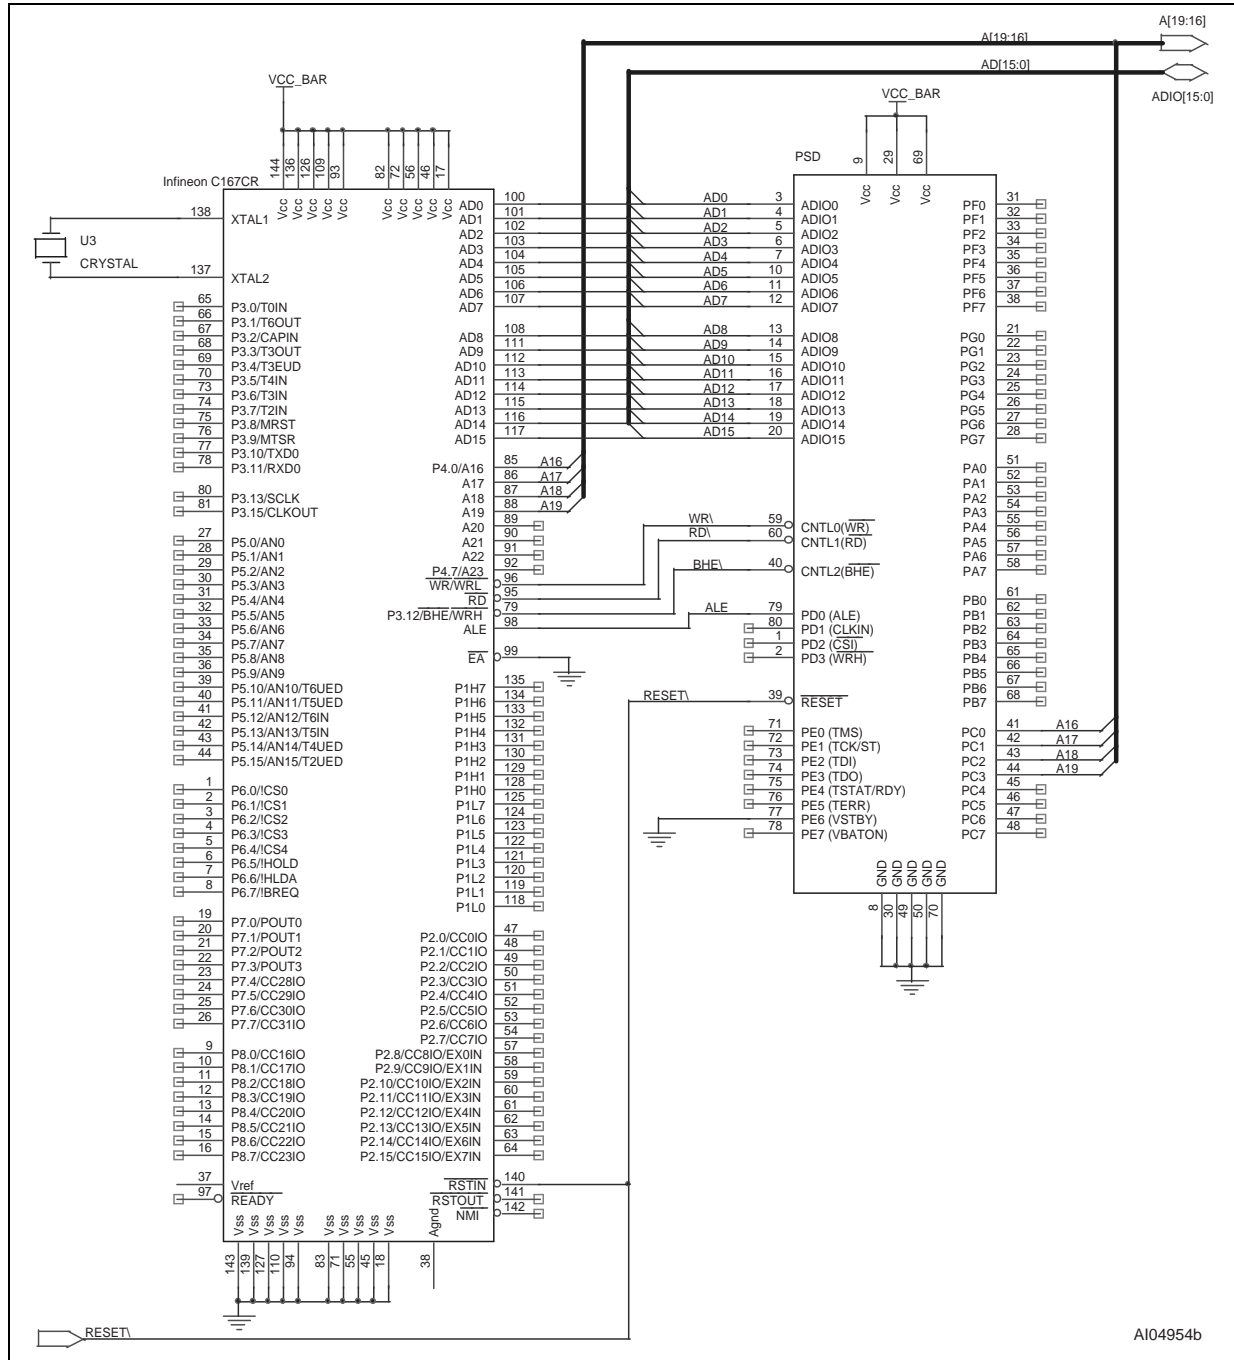 A[19:16]
A[19:16]
AD[15:0]
ADIO[15:0]
VCC_BAR
144
136
126
109
93
82
72
56
46
17
Infineon C167CR
Vcc
Vcc
Vcc
Vcc
Vcc
Vcc
Vcc
Vcc
Vcc
Vcc
138 XTAL1
U3
CRYSTAL
137 XTAL2
65 P3.0/T0IN
66 P3.1/T6OUT
67 P3.2/CAPIN
68 P3.3/T3OUT
69 P3.4/T3EUD
70 P3.5/T4IN
73 P3.6/T3IN
74 P3.7/T2IN
75 P3.8/MRST
76 P3.9/MTSR
77 P3.10/TXD0
78 P3.11/RXD0
80 P3.13/SCLK
81 P3.15/CLKOUT
27 P5.0/AN0
28 P5.1/AN1
29 P5.2/AN2
30 P5.3/AN3
31 P5.4/AN4
32 P5.5/AN5
33 P5.6/AN6
34 P5.7/AN7
35 P5.8/AN8
36 P5.9/AN9
39 P5.10/AN10/T6UED
40 P5.11/AN11/T5UED
41 P5.12/AN12/T6IN
42 P5.13/AN13/T5IN
43 P5.14/AN14/T4UED
44 P5.15/AN15/T2UED
1 P6.0/!CS0
2 P6.1/!CS1
3 P6.2/!CS2
4 P6.3/!CS3
5 P6.4/!CS4
6 P6.5/!HOLD
7 P6.6/!HLDA
8 P6.7/!BREQ
19 P7.0/POUT0
20 P7.1/POUT1
21 P7.2/POUT2
22 P7.3/POUT3
23 P7.4/CC28IO
24 P7.5/CC29IO
25 P7.6/CC30IO
26 P7.7/CC31IO
9 P8.0/CC16IO
10 P8.1/CC17IO
11 P8.2/CC18IO
12 P8.3/CC19IO
13 P8.4/CC20IO
14 P8.5/CC21IO
15 P8.6/CC22IO
16 P8.7/CC23IO
37 Vref
97 READY
AD0 100
AD1 101
AD2 102
AD3 103
AD4 104
AD5 105
AD6 106
AD7 107
AD8 108
AD9 111
AD10 112
AD11 113
AD12 114
AD13 115
AD14 116
AD15 117
P4.0/A16 85 A16
A17 86 A17
A18 87 A18
A19 88 A19
A20 89
A21 90
A22 91
P4.7/A23 92
WR/WRL 96
RD 95
P3.12/BHE/WRH 79
ALE 98
EA 99
P1H7 135
P1H6 134
P1H5 133
P1H4 132
P1H3 131
P1H2 130
P1H1 129
P1H0 128
P1L7 125
P1L6 124
P1L5 123
P1L4 122
P1L3 121
P1L2 120
P1L1 119
P1L0 118
P2.0/CC0IO 47
P2.1/CC1IO 48
P2.2/CC2IO 49
P2.3/CC3IO 50
P2.4/CC4IO 51
P2.5/CC5IO 52
P2.6/CC6IO 53
P2.7/CC7IO 54
P2.8/CC8IO/EX0IN 57
P2.9/CC9IO/EX1IN 58
P2.10/CC10IO/EX2IN 59
P2.11/CC11IO/EX3IN 60
P2.12/CC12IO/EX4IN 61
P2.13/CC13IO/EX5IN 62
P2.14/CC14IO/EX6IN 63
P2.15/CC15IO/EX7IN 64
RSTIN 140
RSTOUT 141
NMI 142
Vss
Vss
Vss
Vss
Vss
Vss
Vss
Vss
Vss
Vss
Agnd
143
139
127
110
94
83
71
55
45
18
38
RESET\
VCC_BAR
PSD
9
29
69
Vcc
Vcc
Vcc
AD0 3 ADIO0
AD1 4 ADIO1
AD2 5 ADIO2
AD3 6 ADIO3
AD4 7 ADIO4
AD5 10 ADIO5
AD6 11 ADIO6
AD7 12 ADIO7
AD8 13 ADIO8
AD9 14 ADIO9
AD10 15 ADIO10
AD11 16 ADIO11
AD12 17 ADIO12
AD13 18 ADIO13
AD14 19 ADIO14
AD15 20 ADIO15
WR\ 59 CNTL0(WR)
RD\ 60 CNTL1(RD)
BHE\ 40 CNTL2(BHE)
ALE 79 PD0 (ALE)
80 PD1 (CLKIN)
1 PD2 (CSI)
2 PD3 (WRH)
RESET\ 39 RESET
71 PE0 (TMS)
72 PE1 (TCK/ST)
73 PE2 (TDI)
74 PE3 (TDO)
75 PE4 (TSTAT/RDY)
76 PE5 (TERR)
77 PE6 (VSTBY)
78 PE7 (VBATON)
PF0 31
PF1 32
PF2 33
PF3 34
PF4 35
PF5 36
PF6 37
PF7 38
PG0 21
PG1 22
PG2 23
PG3 24
PG4 25
PG5 26
PG6 27
PG7 28
PA0 51
PA1 52
PA2 53
PA3 54
PA4 55
PA5 56
PA6 57
PA7 58
PB0 61
PB1 62
PB2 63
PB3 64
PB4 65
PB5 66
PB6 67
PB7 68
PC0 41 A16
PC1 42 A17
PC2 43 A18
PC3 44 A19
PC4 45
PC5 46
PC6 47
PC7 48
GND
GND
GND
GND
GND
8
30
49
50
70
AI04954b